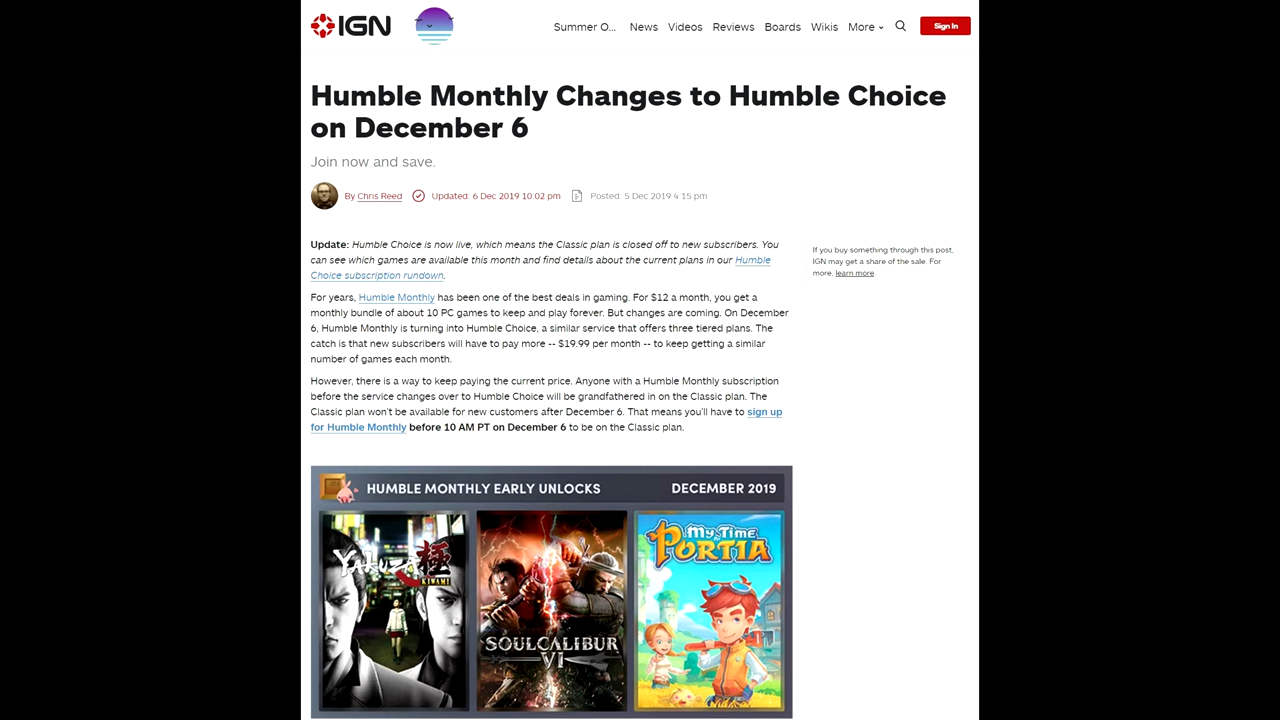 IGN
Summer O... News Videos Reviews Boards Wikis More Sign In
Humble Monthly Changes to Humble Choice
on December 6
Join now and save.
By Chris Reed Updated: 6 Dec 2019 10:02 pm Posted: 5 Dec 2019 4:15 pm
Update: Humble Choice is now live, which means the Classic plan is closed off to new subscribers. You
can see which games are available this month and find details about the current plans in our Humble
Choice subscription rundown.
If you buy something through this post,
IGN may get a share of the sale. For
more, learn more.
For years, Humble Monthly has been one of the best deals in gaming. For $12 a month, you get a
monthly bundle of about 10 PC games to keep and play forever. But changes are coming. On December
6, Humble Monthly is turning into Humble Choice, a similar service that offers three tiered plans. The
catch is that new subscribers will have to pay more -- $19.99 per month -- to keep getting a similar
number of games each month.
However, there is a way to keep paying the current price. Anyone with a Humble Monthly subscription
before the service changes over to Humble Choice will be grandfathered in on the Classic plan. The
Classic plan won't be available for new customers after December 6. That means you'll have to sign up
for Humble Monthly before 10 AM PT on December 6 to be on the Classic plan.
HUMBLE MONTHLY EARLY UNLOCKS DECEMBER 2019
YAKUZA 極
KIWAMI
SOULCALIBUR
VI
My Time
at
PORTIA